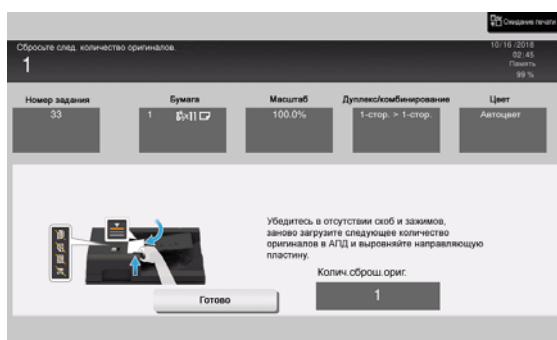 Ожидание печати
Сбросьте след. количество оригиналов.
1
10/16 /2018
02:45
Память
99 %
Номер задания
Бумага
Масштаб
Дуплекс/комбинирование
Цвет
33
1 8½x11
100.0%
1-стор. > 1-стор.
Автоцвет
Убедитесь в отсутствии скоб и зажимов,
заново загрузите следующее количество
оригиналов в АПД и выровняйте направляющую
пластину.
Колич.сброш.ориг.
Готово
1